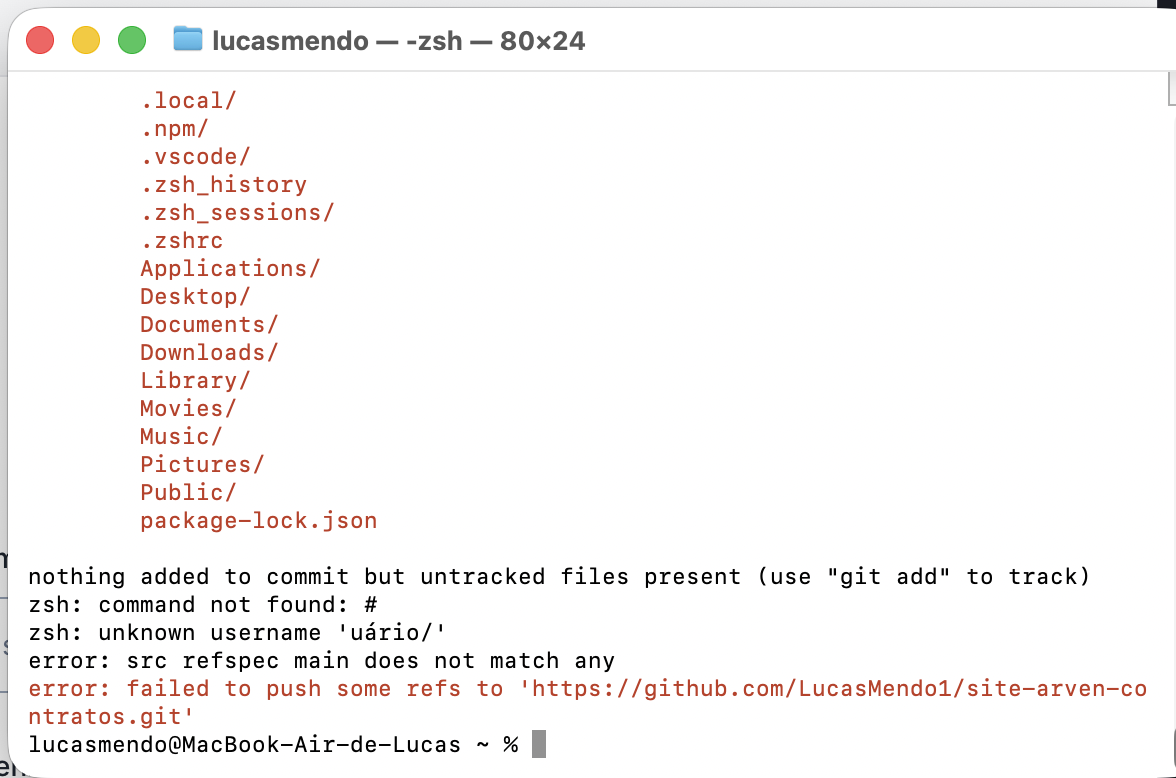 lucasmendo — -zsh — 80×24
.local/
.npm/
.vscode/
.zsh_history
.zsh_sessions/
.zshrc
Applications/
Desktop/
Documents/
Downloads/
Library/
Movies/
Music/
Pictures/
Public/
package-lock.json
nothing added to commit but untracked files present (use "git add" to track)
zsh: command not found: #
zsh: unknown username 'uário/'
error: src refspec main does not match any
error: failed to push some refs to 'https://github.com/LucasMendo1/site-arven-co
ntratos.git'
lucasmendo@MacBook-Air-de-Lucas ~ %